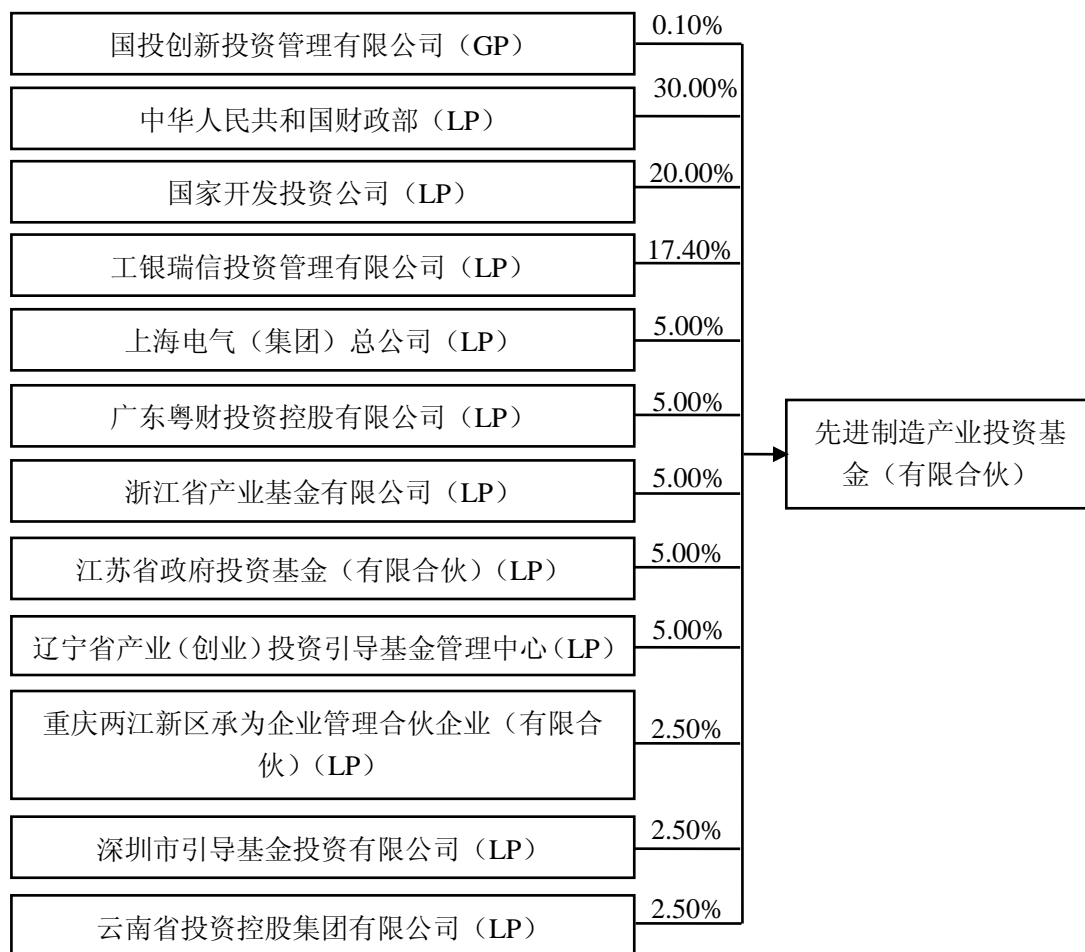 国投创新投资管理有限公司（GP）
0.10%
中华人民共和国财政部（LP）
30.00%
国家开发投资公司（LP）
20.00%
工银瑞信投资管理有限公司（LP）
17.40%
上海电气（集团）总公司（LP）
5.00%
广东粤财投资控股有限公司（LP）
5.00%
浙江省产业基金有限公司（LP）
5.00%
江苏省政府投资基金（有限合伙）（LP）
5.00%
辽宁省产业（创业）投资引导基金管理中心（LP）
5.00%
重庆两江新区承为企业管理合伙企业（有限合
伙）（LP）
2.50%
深圳市引导基金投资有限公司（LP）
2.50%
云南省投资控股集团有限公司（LP）
2.50%
先进制造产业投资基
金（有限合伙）